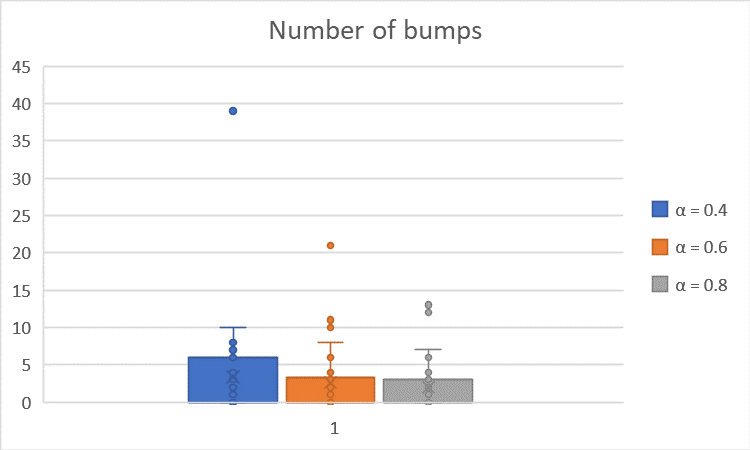 Number of bumps
45
40
35
30
25
20
15
10
5
0
1
α = 0.4
α = 0.6
α = 0.8